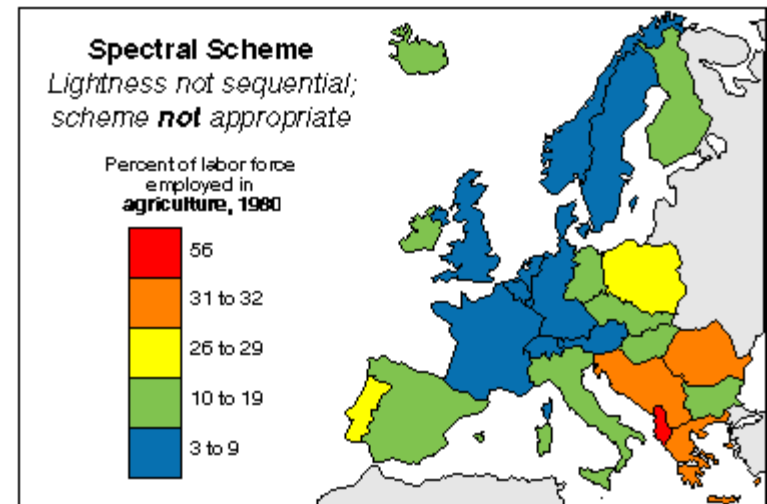 Spectral Scheme
Lightness not sequential;
scheme not appropriate
Percent of labor force
employed in
agriculture, 1980
56
31 to 32
26 to 29
10 to 19
3 to 9